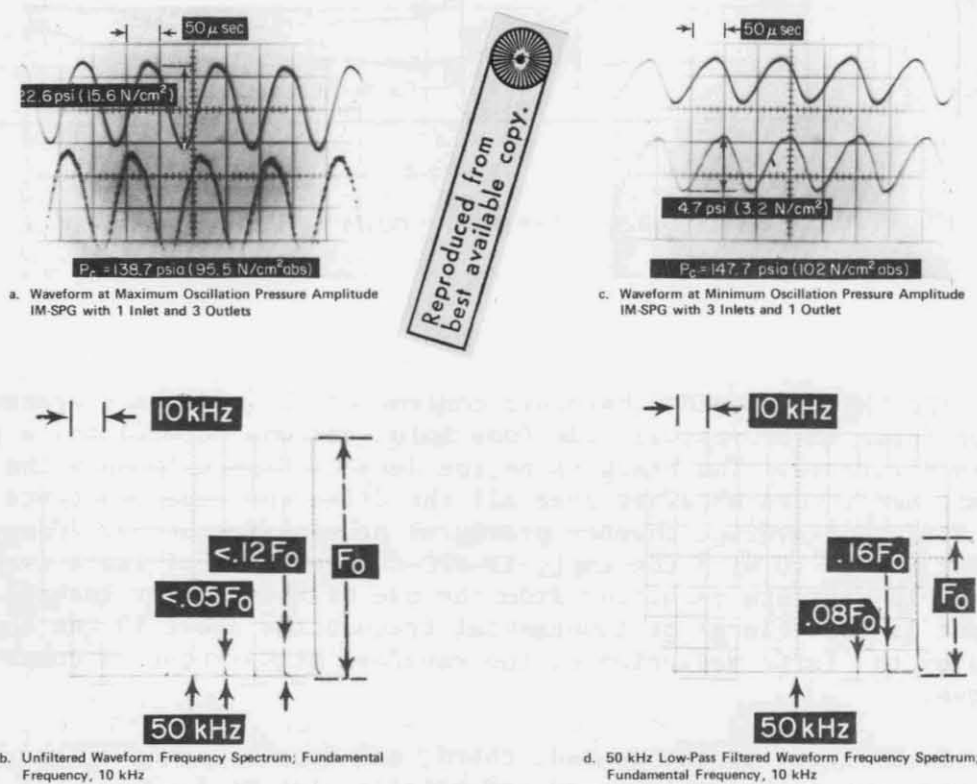 50 μ sec
22.6 psi (15.6 N/cm²)
P_c = 138.7 psia (95.5 N/cm² abs)
a. Waveform at Maximum Oscillation Pressure Amplitude
IM-SPG with 1 Inlet and 3 Outlets
Reproduced from
best available copy.
50 μ sec
4.7 psi (3.2 N/cm²)
P_c = 147.7 psia (102 N/cm² abs)
c. Waveform at Minimum Oscillation Pressure Amplitude
IM-SPG with 3 Inlets and 1 Outlet
10 kHz
<.12F₀
F₀
<.05F₀
50 kHz
b. Unfiltered Waveform Frequency Spectrum; Fundamental
Frequency, 10 kHz
10 kHz
.16F₀
F₀
.08F₀
50 kHz
d. 50 kHz Low-Pass Filtered Waveform Frequency Spectrum
Fundamental Frequency, 10 kHz